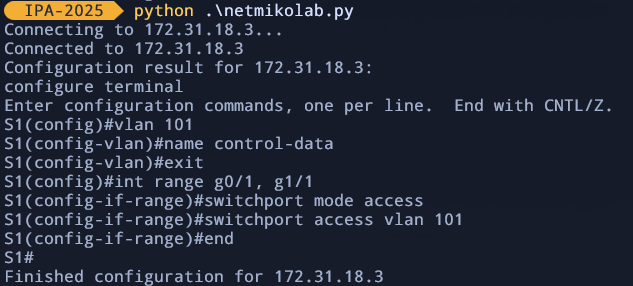 IPA-2025 python .\netmikolab.py
Connecting to 172.31.18.3...
Connected to 172.31.18.3
Configuration result for 172.31.18.3:
configure terminal
Enter configuration commands, one per line.  End with CNTL/Z.
S1(config)#vlan 101
S1(config-vlan)#name control-data
S1(config-vlan)#exit
S1(config)#int range g0/1, g1/1
S1(config-if-range)#switchport mode access
S1(config-if-range)#switchport access vlan 101
S1(config-if-range)#end
S1#
Finished configuration for 172.31.18.3